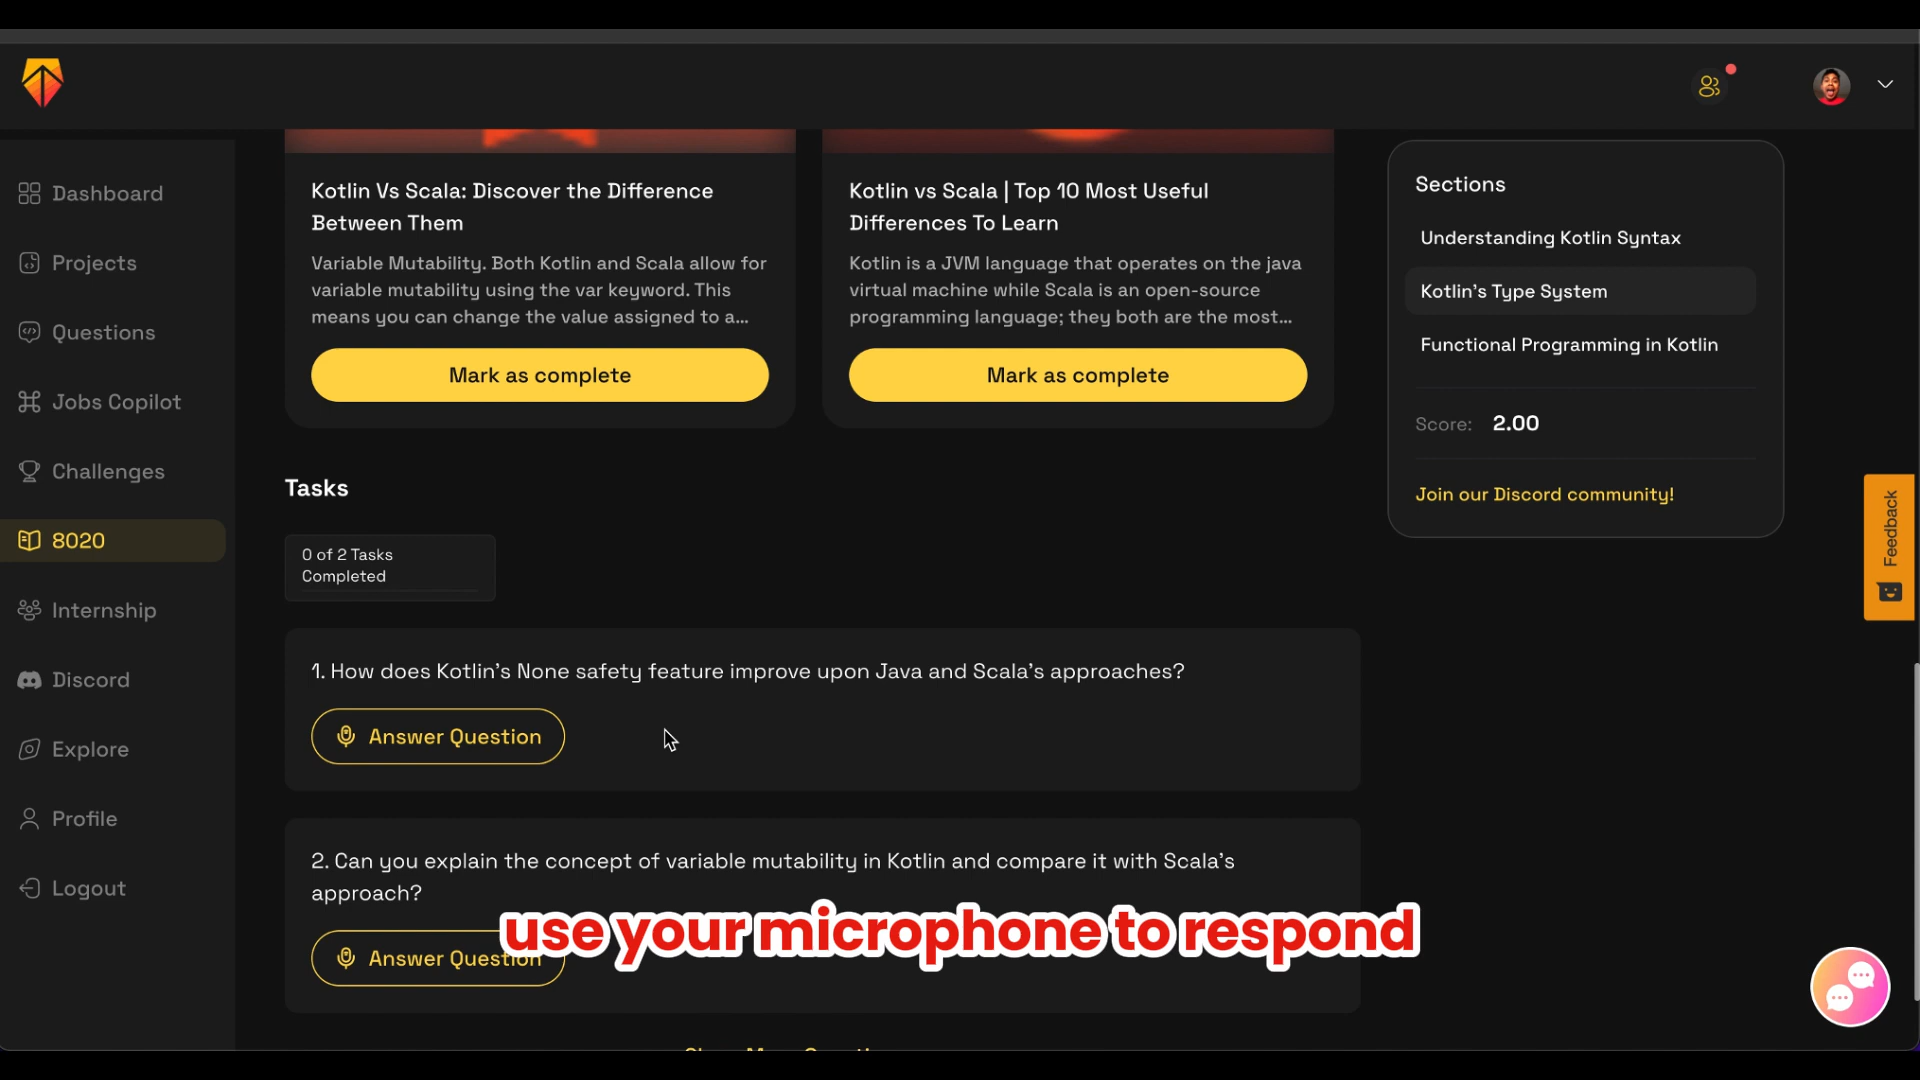 Dashboard
Projects
Questions
Jobs Copilot
Challenges
8020
Internship
Discord
Explore
Profile
Logout
Kotlin Vs Scala: Discover the Difference
Between Them
Variable Mutability. Both Kotlin and Scala allow for
variable mutability using the var keyword. This
means you can change the value assigned to a...
Mark as complete
Kotlin vs Scala | Top 10 Most Useful
Differences To Learn
Kotlin is a JVM language that operates on the java
virtual machine while Scala is an open-source
programming language; they both are the most...
Mark as complete
Tasks
0 of 2 Tasks
Completed
1. How does Kotlin's None safety feature improve upon Java and Scala's approaches?
Answer Question
2. Can you explain the concept of variable mutability in Kotlin and compare it with Scala's
approach?
Answer Question
use your microphone to respond
Sections
Understanding Kotlin Syntax
Kotlin's Type System
Functional Programming in Kotlin
Score: 2.00
Join our Discord community!
Feedback